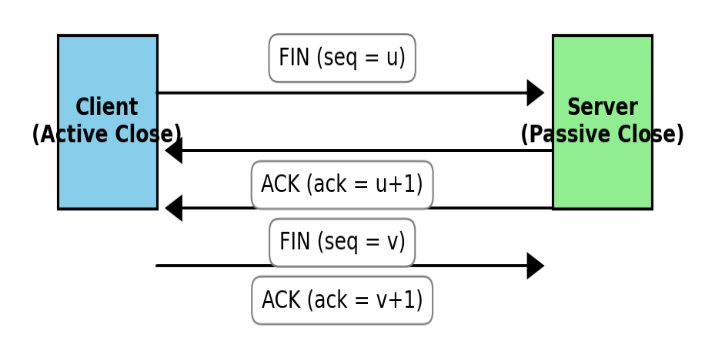 FIN (seq = u)
Client
(Active Close)
Server
(Passive Close)
ACK (ack = u+1)
FIN (seq = v)
ACK (ack = v+1)